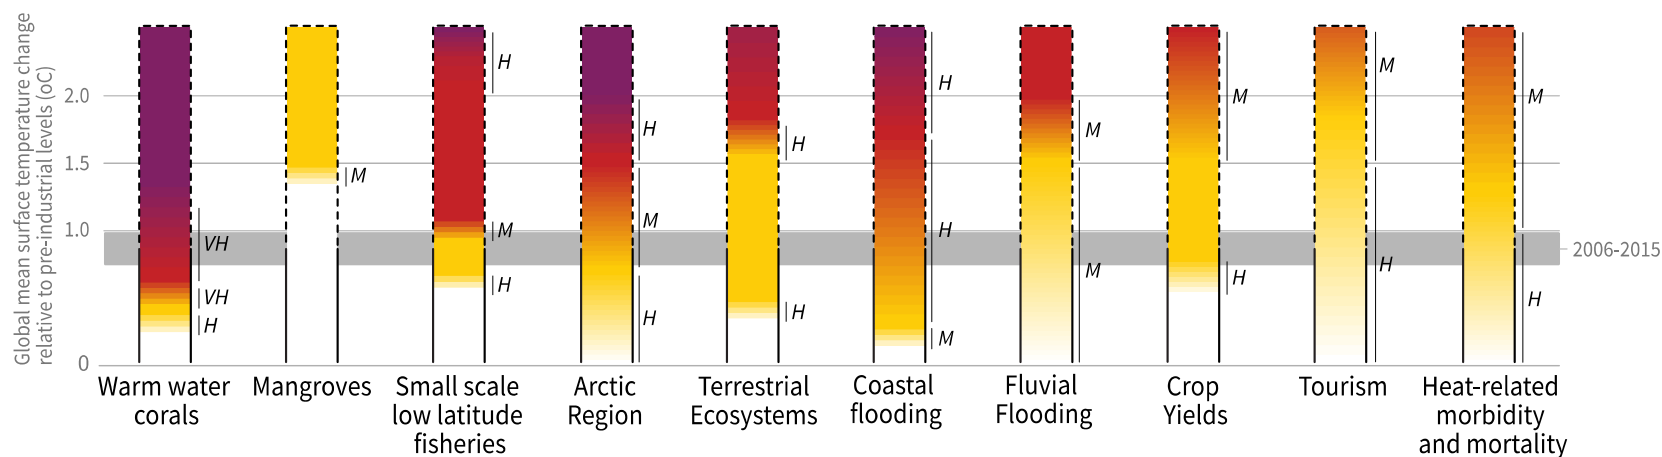 Global mean surface temperature change
relative to pre-industrial levels (oC)
2.0
1.5
1.0
0
H
M
H
H
H
M
M
M
M
VH
VH
H
M
H
H
M
H
H
H
M
M
H
H
H
2006-2015
Warm water
corals
Mangroves
Small scale
low latitude
fisheries
Arctic
Region
Terrestrial
Ecosystems
Coastal
flooding
Fluvial
Flooding
Crop
Yields
Tourism
Heat-related
morbidity
and mortality